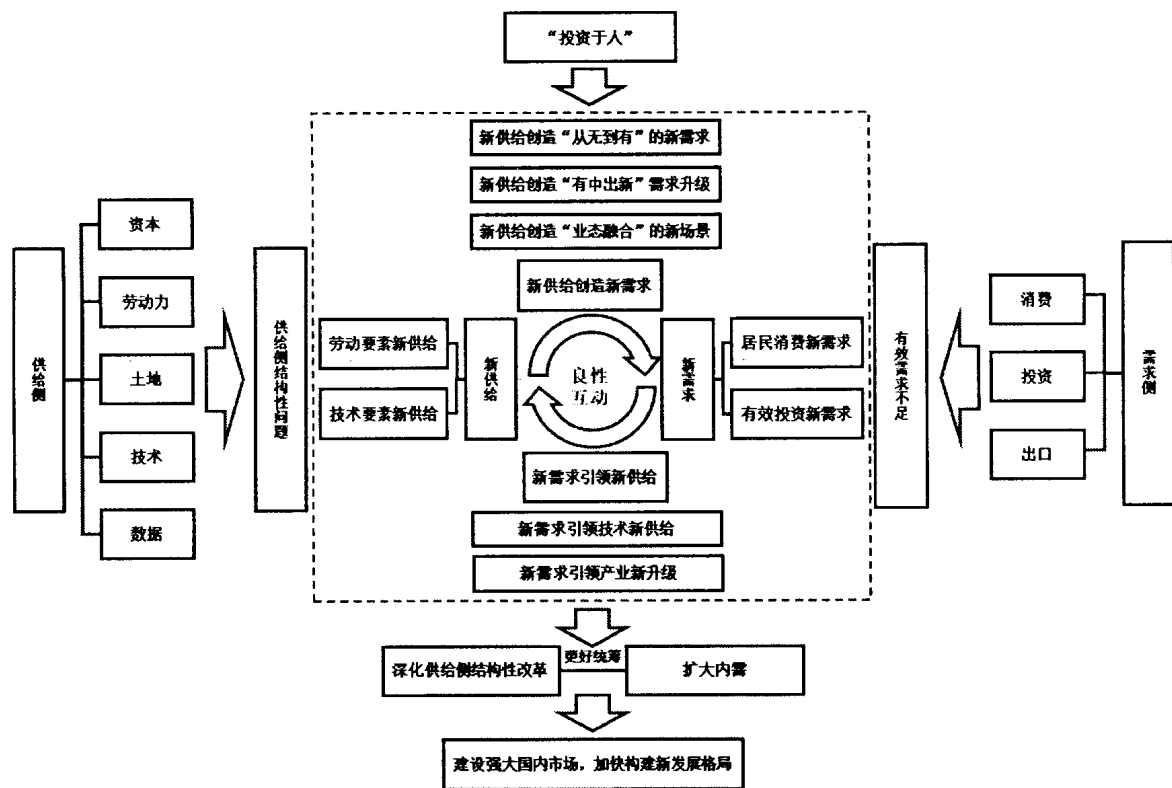 “投资于人”
新供给创造“从无到有”的新需求
新供给创造“有中出新”需求升级
新供给创造“业态融合”的新场景
新供给创造新需求
供给侧
资本
劳动力
土地
技术
数据
供给侧结构性问题
劳动要素新供给
技术要素新供给
新供给
良性
互动
新需求
居民消费新需求
有效投资新需求
有效需求不足
消费
投资
出口
需求侧
新需求引领新供给
新需求引领技术新供给
新需求引领产业新升级
深化供给侧结构性改革
更好统筹
扩大内需
建设强大国内市场，加快构建新发展格局